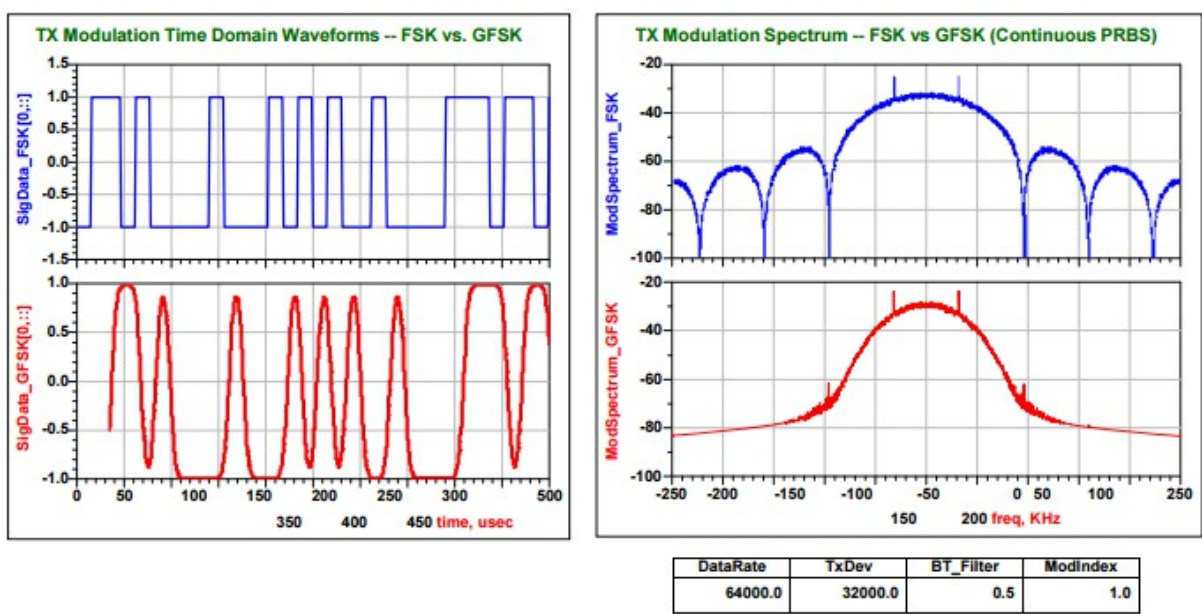 TX Modulation Time Domain Waveforms -- FSK vs. GFSK
SigData_FSK[0,::]
1.5
1.0
0.5
0.0
-0.5
-1.0
-1.5
SigData_GFSK[0,::]
1.0
0.5
0.0
-0.5
-1.0
0 50 100 150 200 250 200 300 500
350 400 450 time, usec
TX Modulation Spectrum -- FSK vs GFSK (Continuous PRBS)
ModSpectrum_FSK
-20
-40
-60
-80
-100
ModSpectrum_GFSK
-20
-40
-60
-80
-100
-250 -200 -150 -100 -50 0 50 100 250
150 200 freq, KHz
DataRate TxDev BT_Filter ModIndex
64000.0 32000.0 0.5 1.0